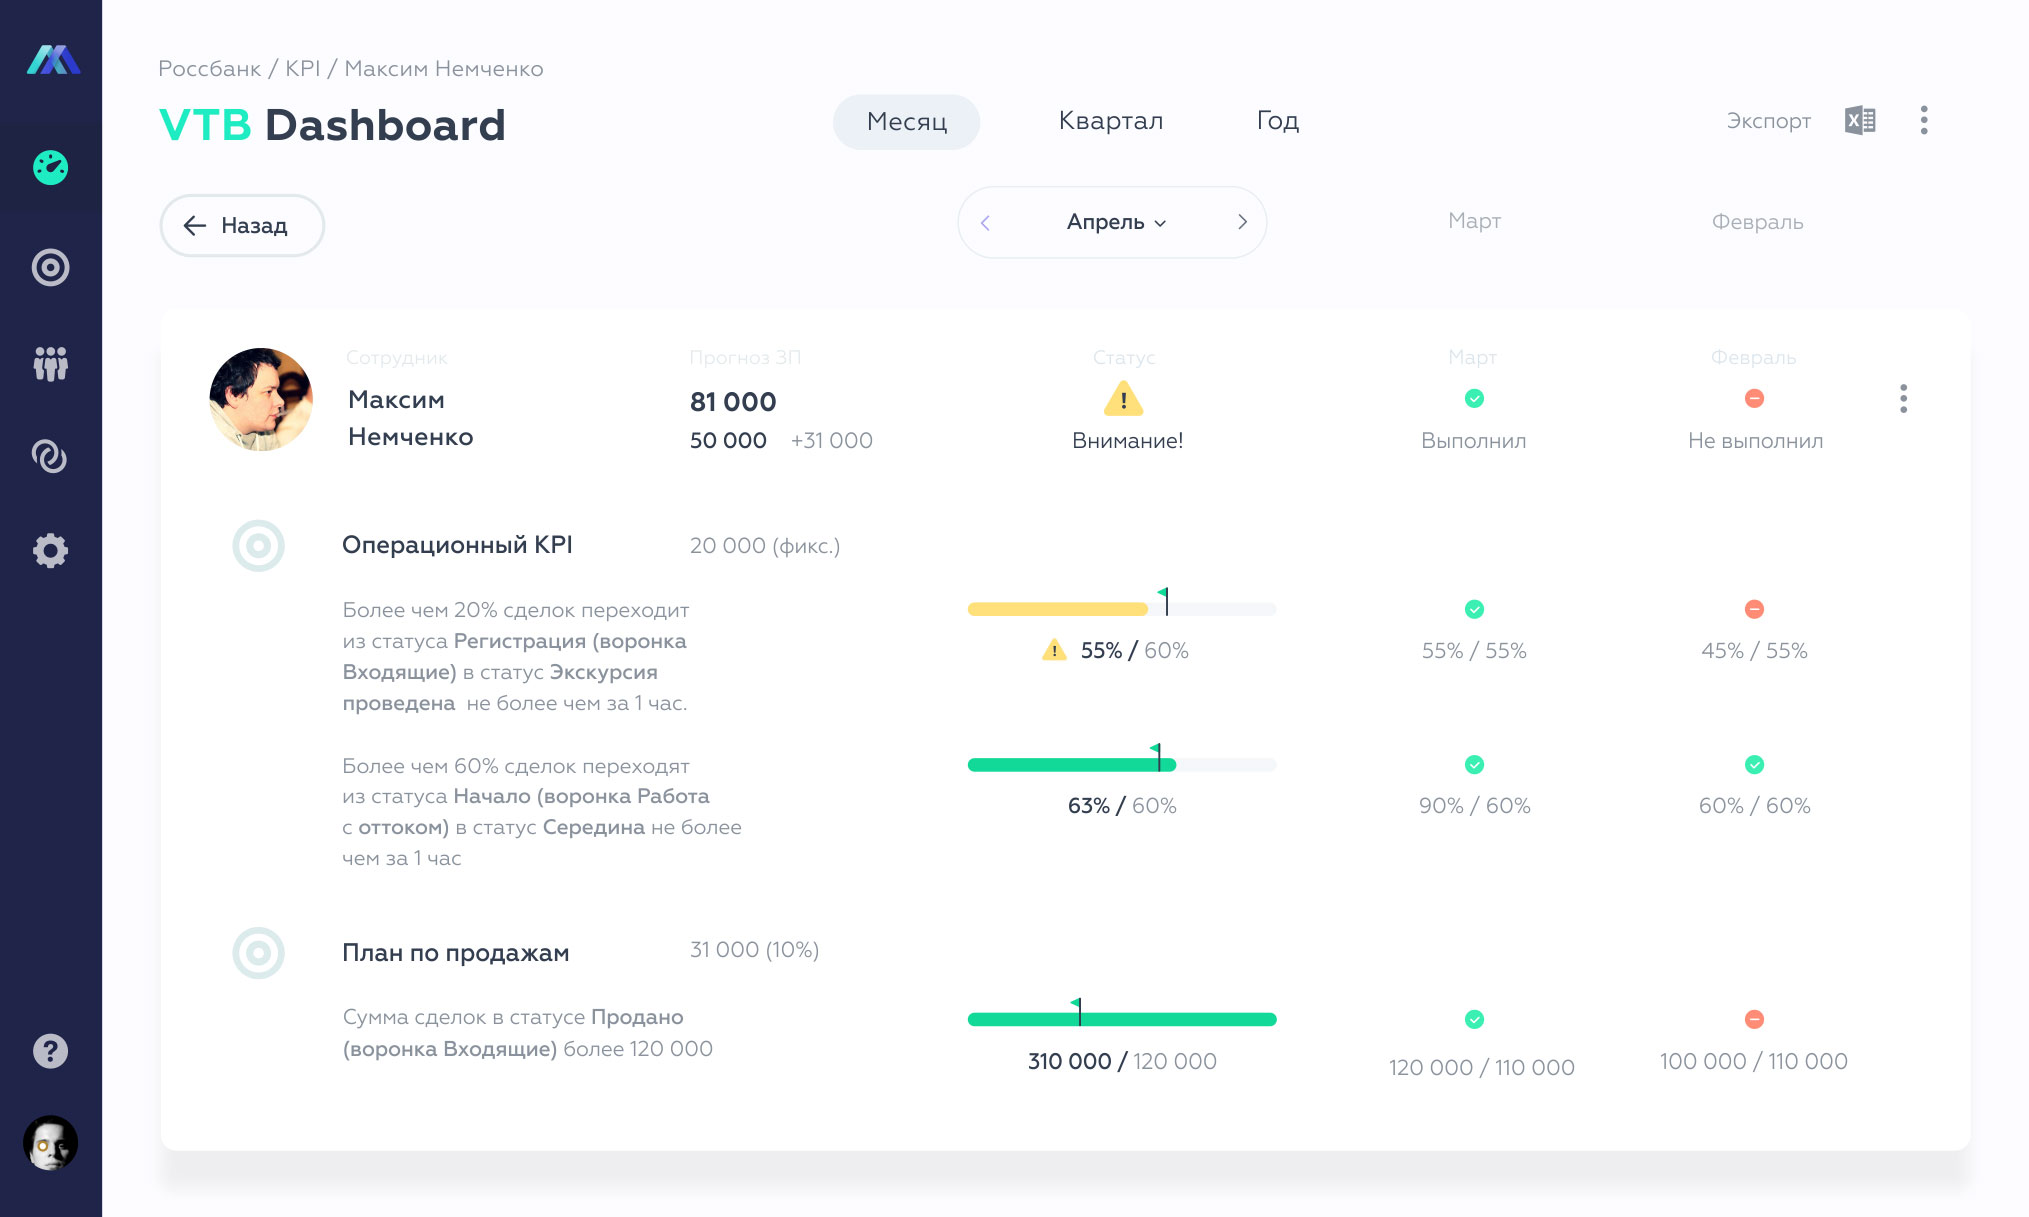 Россбанк / KPI / Максим Немченко
VTB Dashboard
Месяц
Квартал
Год
Экспорт
X
Назад
Апрель
Март
Февраль
Сотрудник
Прогноз ЗП
Статус
Март
Февраль
Максим
Немченко
81 000
50 000 +31 000
!
Внимание!
Выполнил
Не выполнил
Операционный KPI
20 000 (фикс.)
Более чем 20% сделок переходит
из статуса Регистрация (воронка
Входящие) в статус Экскурсия
проведена не более чем за 1 час.
! 55% / 60%
55% / 55%
45% / 55%
Более чем 60% сделок переходят
из статуса Начало (воронка Работа
с оттоком) в статус Середина не более
чем за 1 час
63% / 60%
90% / 60%
60% / 60%
План по продажам
31 000 (10%)
Сумма сделок в статусе Продано
(воронка Входящие) более 120 000
310 000 / 120 000
120 000 / 110 000
100 000 / 110 000
?